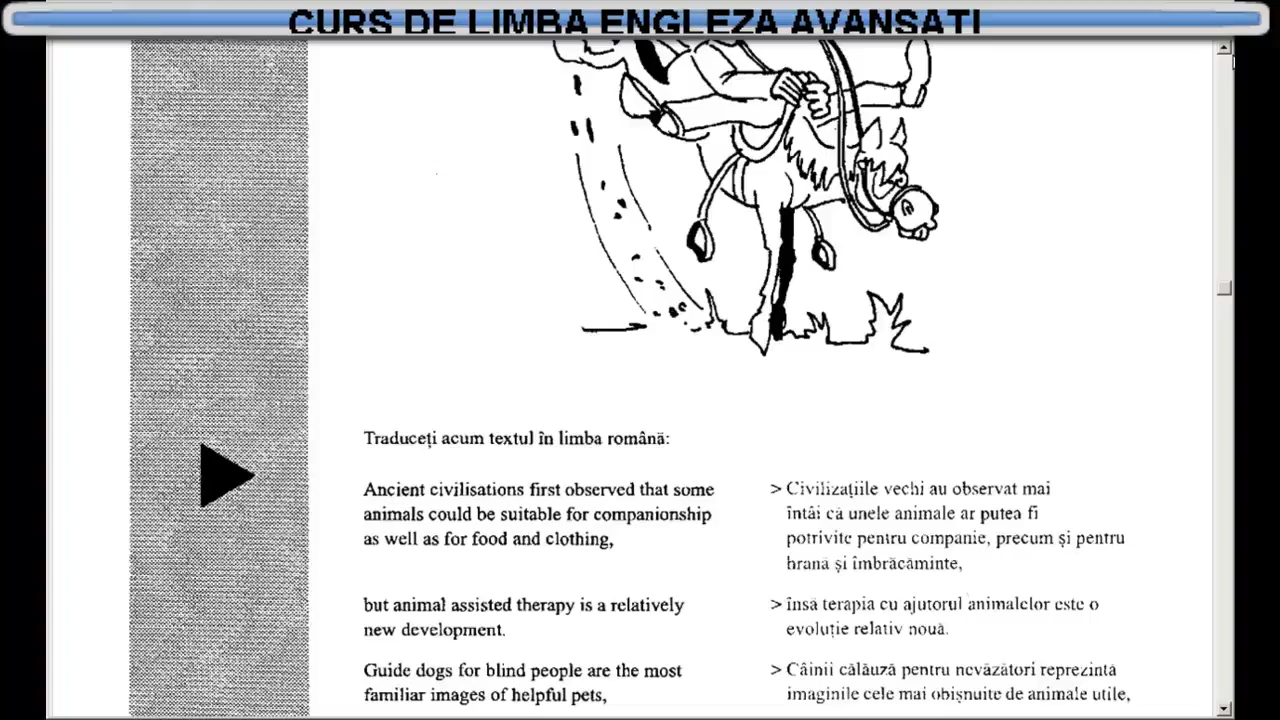 CURS DE LIMBA ENGLEZA AVANSATI
Traduceți acum textul în limba română:
Ancient civilisations first observed that some
animals could be suitable for companionship
as well as for food and clothing,
> Civilizațiile vechi au observat mai
întâi că unele animale ar putea fi
potrivite pentru companie, precum și pentru
hrană și îmbrăcăminte,
but animal assisted therapy is a relatively
new development.
> însă terapia cu ajutorul animalelor este o
evoluție relativ nouă.
Guide dogs for blind people are the most
familiar images of helpful pets,
> Câinii călăuză pentru nevăzători reprezintă
imaginile cele mai obișnuite de animale utile,